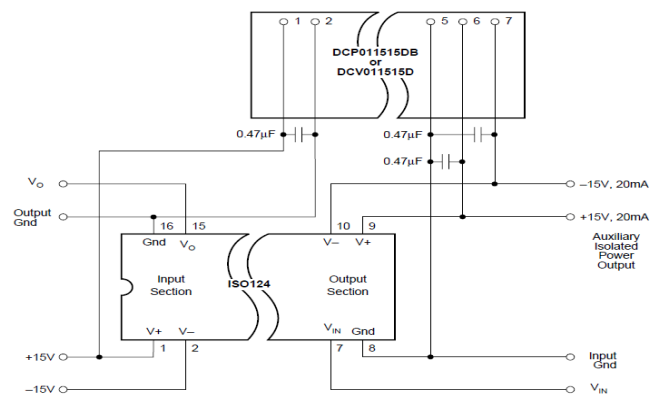 1 2 5 6 7
DCP011515DB
or
DCV011515D
0.47µF 0.47µF
0.47µF
VO
–15V, 20mA
Output
Gnd
+15V, 20mA
Auxiliary
Isolated
Power
Output
16 15 10 9
Gnd VO V– V+
Input
Section
ISO124
Output
Section
V+ V– VIN Gnd
1 2 7 8
+15V
Input
Gnd
–15V
VIN